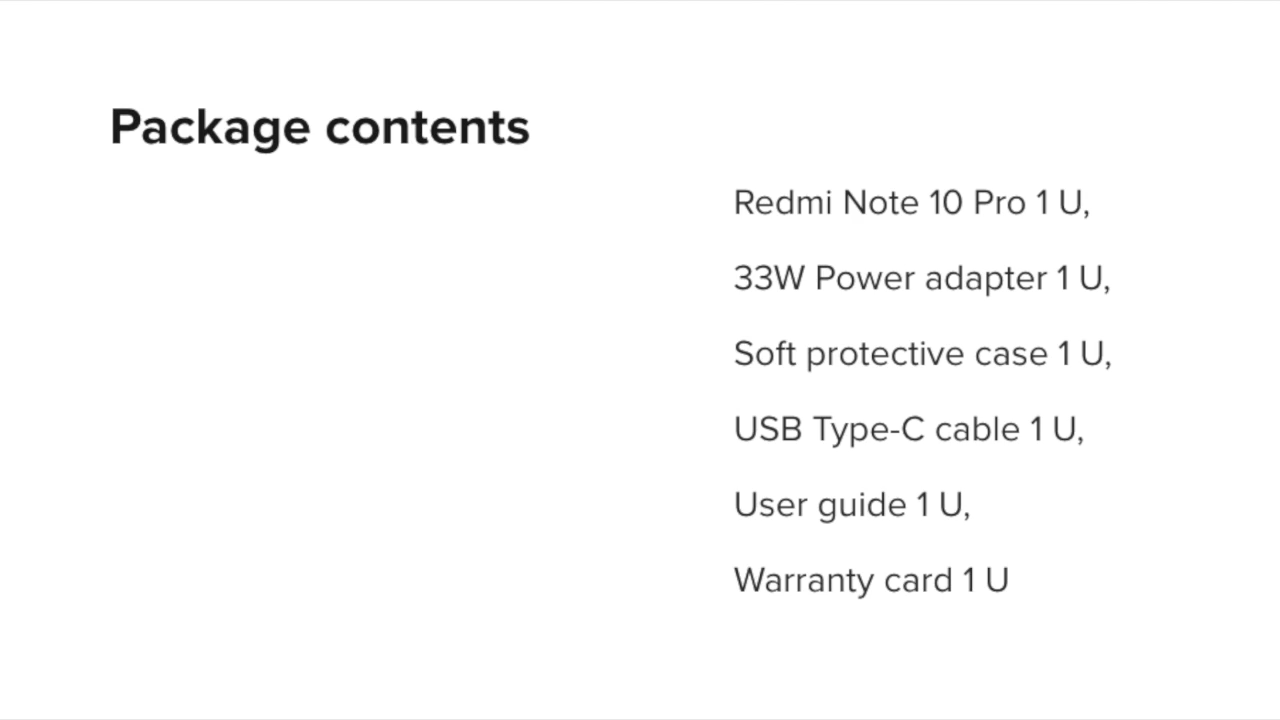 Package contents
Redmi Note 10 Pro 1 U,
33W Power adapter 1 U,
Soft protective case 1 U,
USB Type-C cable 1 U,
User guide 1 U,
Warranty card 1 U